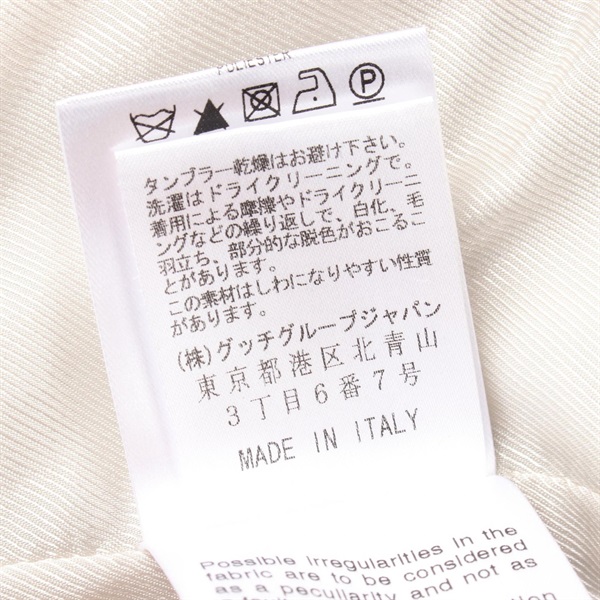 POLIESTER
P
タンブラー乾燥はお避け下さい。
洗濯はドライクリーニングで。
着用による摩擦やドライクリーニ
ングなどの繰り返しで、白化、毛
羽立ち、部分的な脱色がおこるこ
とがあります。
この素材はしわになりやすい性質
があります。
(株)グッチグループジャパン
東京都港区北青山
3丁目6番7号
MADE IN ITALY
Possible irregularities in the
fabric are to be considered
as a peculiarity and not as